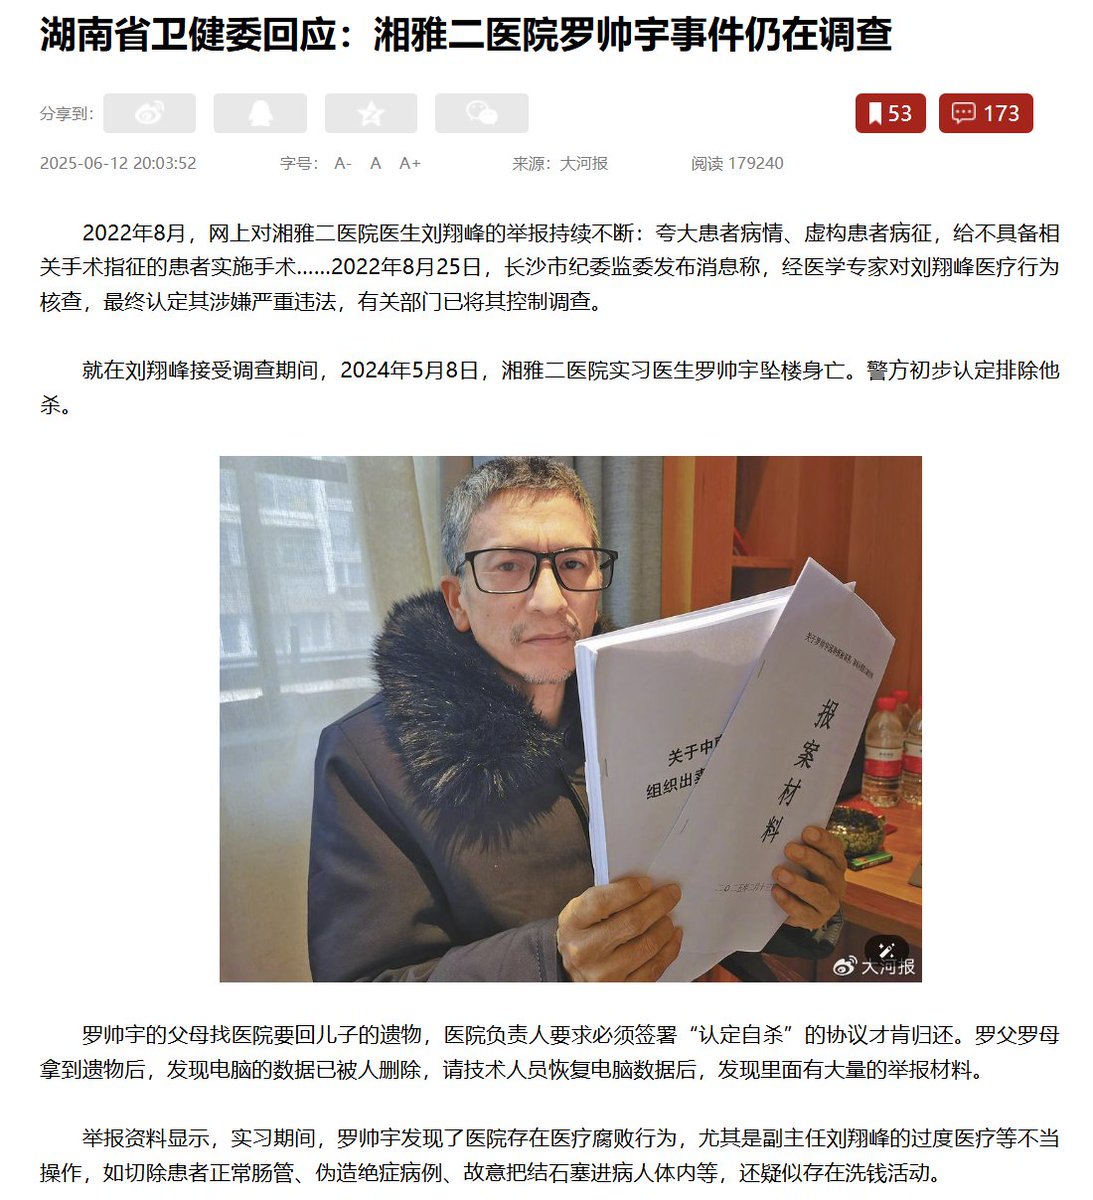 湖南省卫健委回应：湘雅二医院罗帅宇事件仍在调查
分享到：
53
173
2025-06-12 20:03:52 字号： A- A A+ 来源：大河报 阅读 179240
2022年8月，网上对湘雅二医院医生刘翔峰的举报持续不断：夸大患者病情、虚构患者病征，给不具备相
关手术指征的患者实施手术......2022年8月25日，长沙市纪委监委发布消息称，经医学专家对刘翔峰医疗行为
核查，最终认定其涉嫌严重违法，有关部门已将其控制调查。
就在刘翔峰接受调查期间，2024年5月8日，湘雅二医院实习医生罗帅宇坠楼身亡。警方初步认定排除他
杀。
关于中
组织出
报案材料
大河报
罗帅宇的父母找医院要回儿子的遗物，医院负责人要求必须签署“认定自杀”的协议才肯归还。罗父罗母
拿到遗物后，发现电脑的数据已被人删除，请技术人员恢复电脑数据后，发现里面有大量的举报材料。
举报资料显示，实习期间，罗帅宇发现了医院存在医疗腐败行为，尤其是副主任刘翔峰的过度医疗等不当
操作，如切除患者正常肠管、伪造绝症病例、故意把结石塞进病人体内等，还疑似存在洗钱活动。